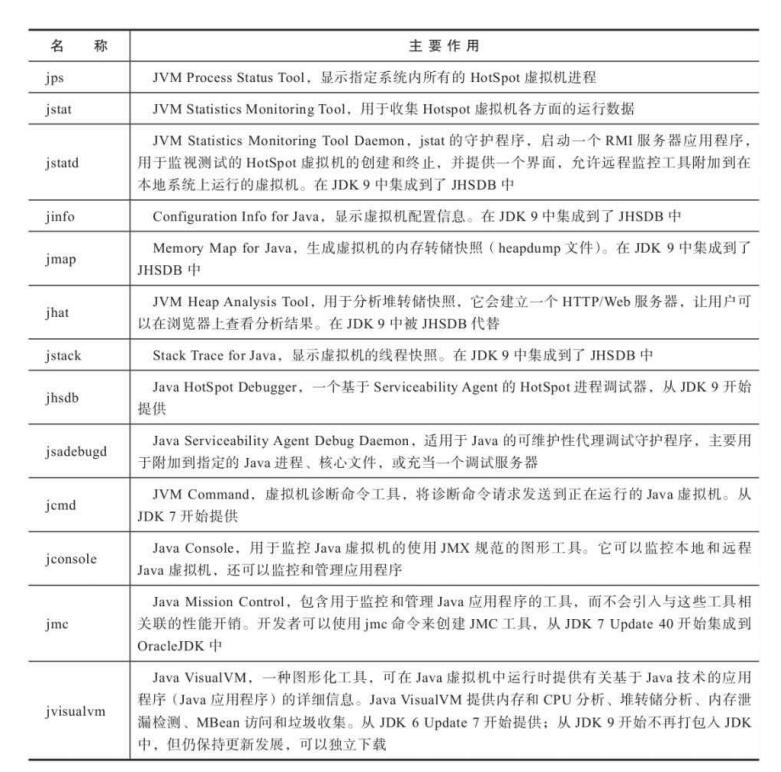 名 称 主 要 作 用
jps JVM Process Status Tool，显示指定系统内所有的 HotSpot 虚拟机进程
jstat JVM Statistics Monitoring Tool，用于收集 Hotspot 虚拟机各方面的运行数据
JVM Statistics Monitoring Tool Daemon，jstat 的守护程序，启动一个 RMI 服务器应用程序，
jstatd 用于监视测试的 HotSpot 虚拟机的创建和终止，并提供一个界面，允许远程监控工具附加到在
本地系统上运行的虚拟机。在 JDK 9 中集成到了 JHSDB 中
jinfo Configuration Info for Java，显示虚拟机配置信息。在 JDK 9 中集成到了 JHSDB 中
jmap Memory Map for Java，生成虚拟机的内存转储快照（heapdump 文件）。在 JDK 9 中集成到了
JHSDB 中
jhat JVM Heap Analysis Tool，用于分析堆转储快照，它会建立一个 HTTP/Web 服务器，让用户可
以在浏览器上查看分析结果。在 JDK 9 中被 JHSDB 代替
jstack Stack Trace for Java，显示虚拟机的线程快照。在 JDK 9 中集成到了 JHSDB 中
jhsdb Java HotSpot Debugger，一个基于 Serviceability Agent 的 HotSpot 进程调试器，从 JDK 9 开始
提供
jsadebugd Java Serviceability Agent Debug Daemon，适用于 Java 的可维护性代理调试守护程序，主要用
于附加到指定的 Java 进程、核心文件，或充当一个调试服务器
jcmd JVM Command，虚拟机诊断命令工具，将诊断命令请求发送到正在运行的 Java 虚拟机。从
JDK 7 开始提供
jconsole Java Console，用于监控 Java 虚拟机的使用 JMX 规范的图形工具。它可以监控本地和远程
Java 虚拟机，还可以监控和管理应用程序
Java Mission Control，包含用于监控和管理 Java 应用程序的工具，而不会引入与这些工具相
jmc 关联的性能开销。开发者可以使用 jmc 命令来创建 JMC 工具，从 JDK 7 Update 40 开始集成到
OracleJDK 中
Java VisualVM，一种图形化工具，可在 Java 虚拟机中运行时提供有关基于 Java 技术的应用
jvisualvm 程序（Java 应用程序）的详细信息。Java VisualVM 提供内存和 CPU 分析、堆转储分析、内存泄
漏检测、MBean 访问和垃圾收集。从 JDK 6 Update 7 开始提供；从 JDK 9 开始不再打包入 JDK
中，但仍保持更新发展，可以独立下载